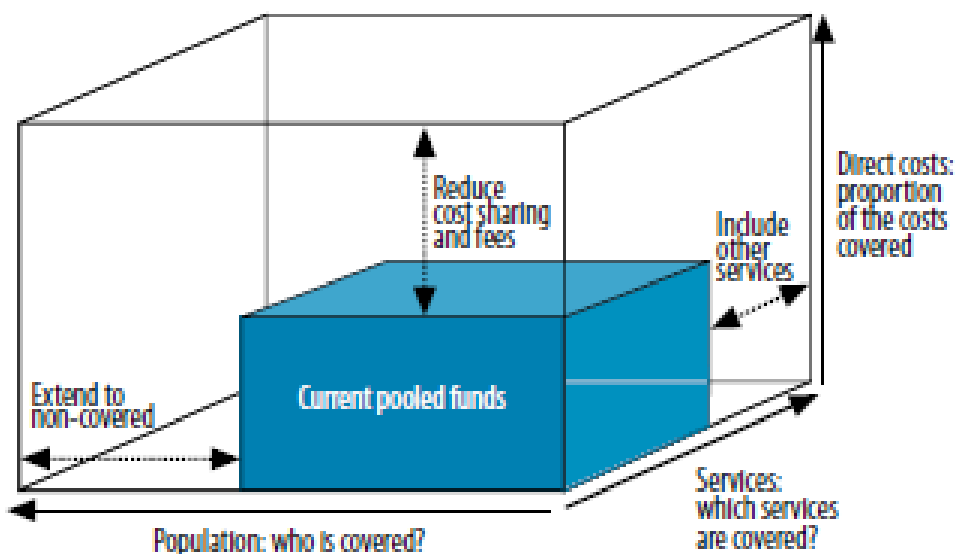 Reduce
cost sharing
and fees
Include
other
services
Direct costs:
proportion
of the costs
covered
Extend to
non-covered
Current pooled funds
Services:
which services
are covered?
Population: who is covered?